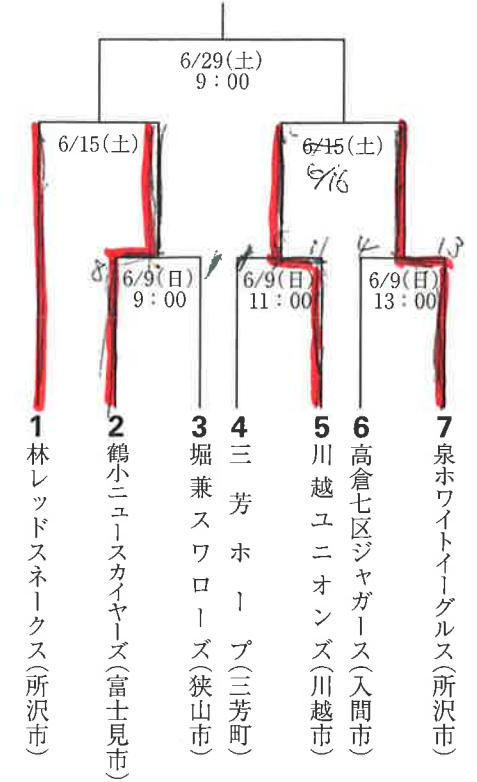 6/29(土)
9：00
6/15(土)
6/15(土)
6/16
8
4
13
6/9(日)
9：00
6/9(日)
11：00
6/9(日)
13：00
1
林レッドスネークス(所沢市)
2
鶴小ニュースカイヤーズ(富士見市)
3
堀兼スワローズ(狭山市)
4
三芳ホープ(三芳町)
5
川越ユニオンズ(川越市)
6
高倉七区ジャガース(入間市)
7
泉ホワイトイーグルス(所沢市)